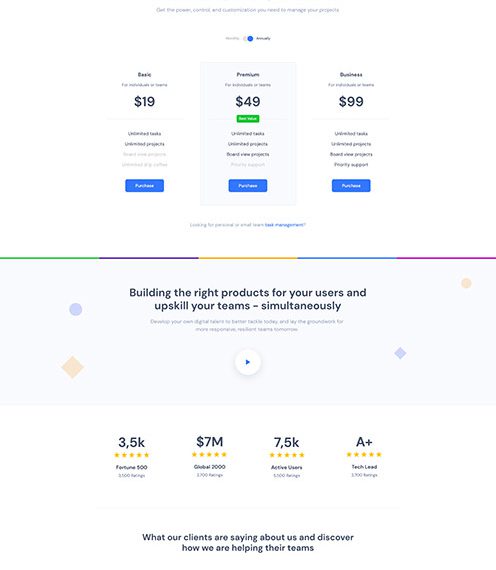 Get the power, control, and customization you need to manage your projects
Monthly Annually
Basic
For individuals or teams
$19
Unlimited tasks
Unlimited projects
Board view projects
Unlimited drip coffee
Purchase
Premium
For individuals or teams
$49
Best Value
Unlimited tasks
Unlimited projects
Board view projects
Priority support
Purchase
Business
For individuals or teams
$99
Unlimited tasks
Unlimited projects
Board view projects
Priority support
Purchase
Looking for personal or small team task management?
Building the right products for your users and
upskill your teams - simultaneously
Develop your own digital talent to better tackle today, and lay the groundwork for
more responsive, resilient teams tomorrow
3,5k
Fortune 500
3,500 Ratings
$7M
Global 2000
3,700 Ratings
7,5k
Active Users
5,500 Ratings
A+
Tech Lead
3,700 Ratings
What our clients are saying about us and discover
how we are helping their teams